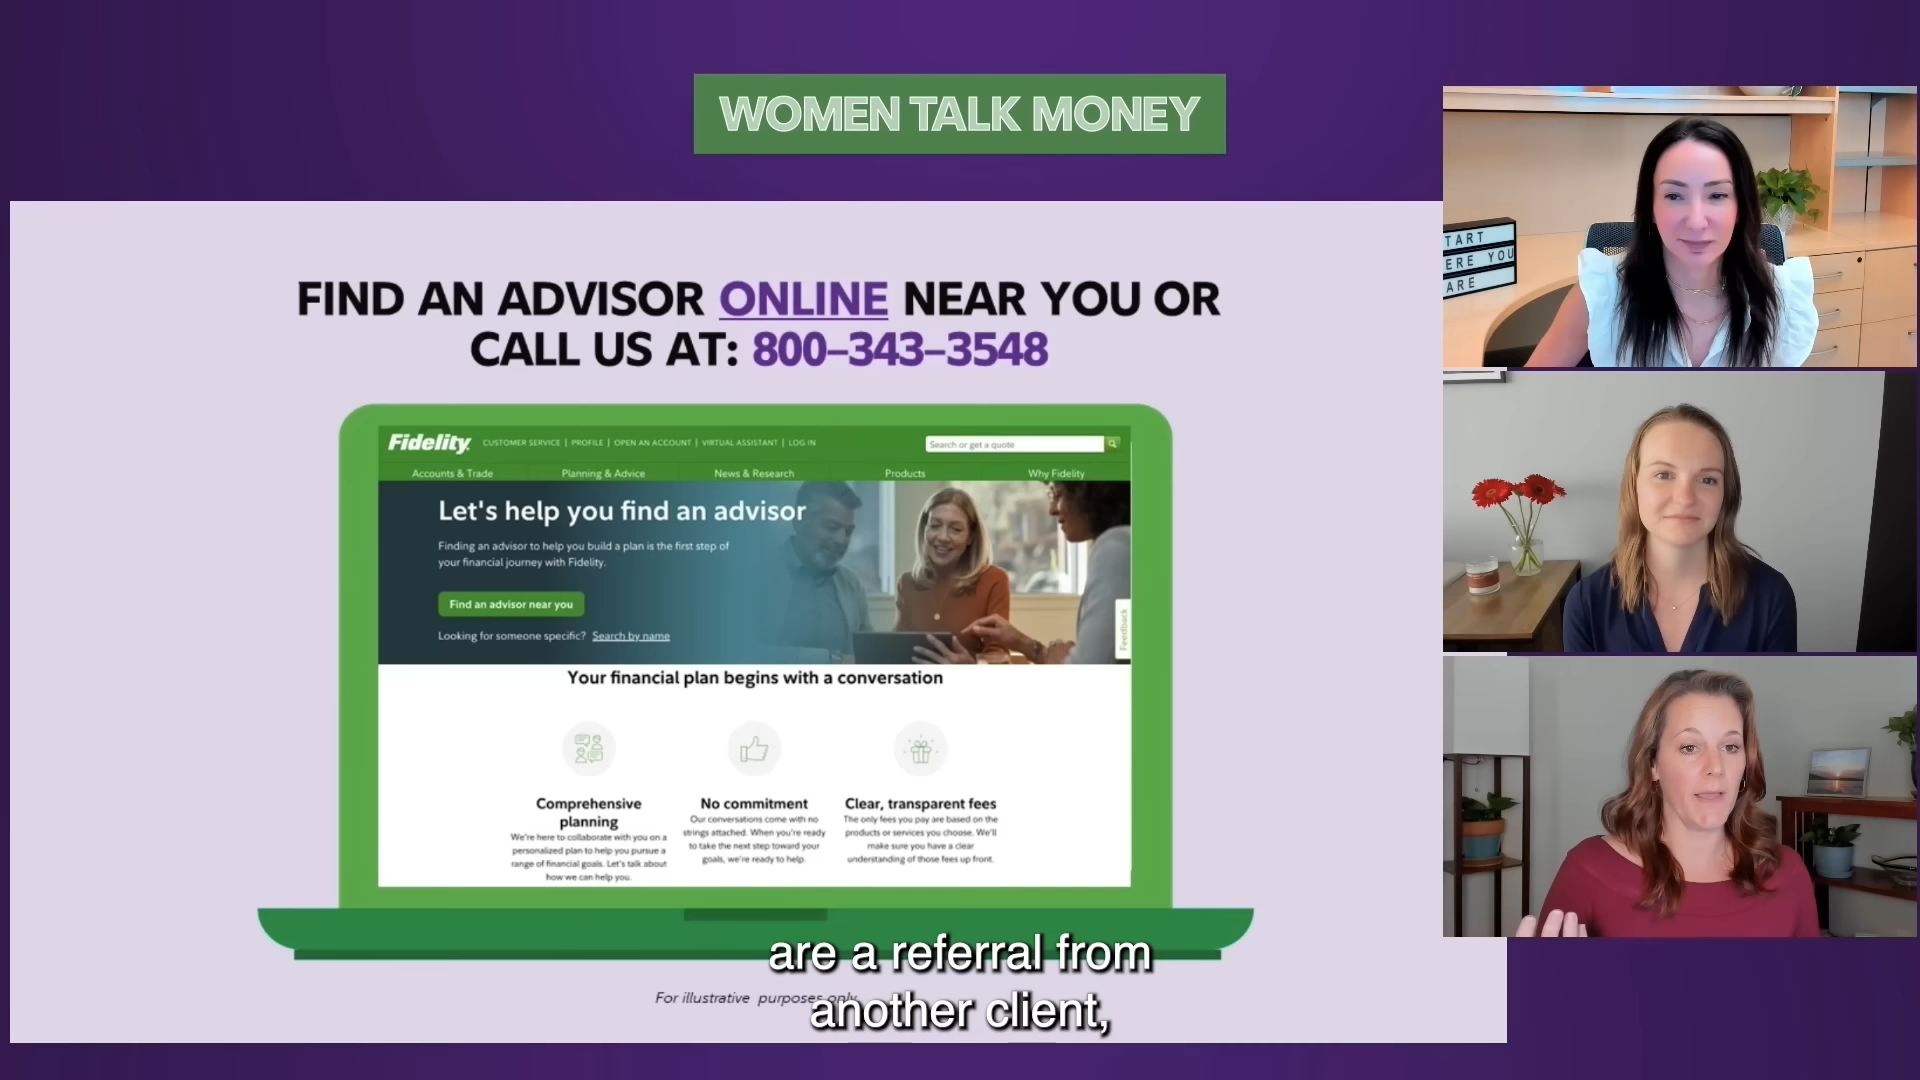 WOMEN TALK MONEY
FIND AN ADVISOR ONLINE NEAR YOU OR
CALL US AT: 800-343-3548
Fidelity
CUSTOMER SERVICE | PROFILE | OPEN AN ACCOUNT | VIRTUAL ASSISTANT | LOG IN
Search or get a quote
Accounts & Trade
Planning & Advice
News & Research
Products
Why Fidelity
Let's help you find an advisor
Finding an advisor to help you build a plan is the first step of
your financial journey with Fidelity.
Find an advisor near you
Looking for someone specific? Search by name
Feedback
Your financial plan begins with a conversation
Comprehensive
planning
We're here to collaborate with you on a
personalized plan to help you pursue a
range of financial goals. Let's talk about
how we can help you.
No commitment
Our conversations come with no
strings attached. When you're ready
to take the next step toward your
goals, we're ready to help.
Clear, transparent fees
The only fees you pay are based on the
products or services you choose. We'll
make sure you have a clear
understanding of those fees up front.
For illustrative purposes only.
are a referral from
another client,
TART
ERE YOU
ARE